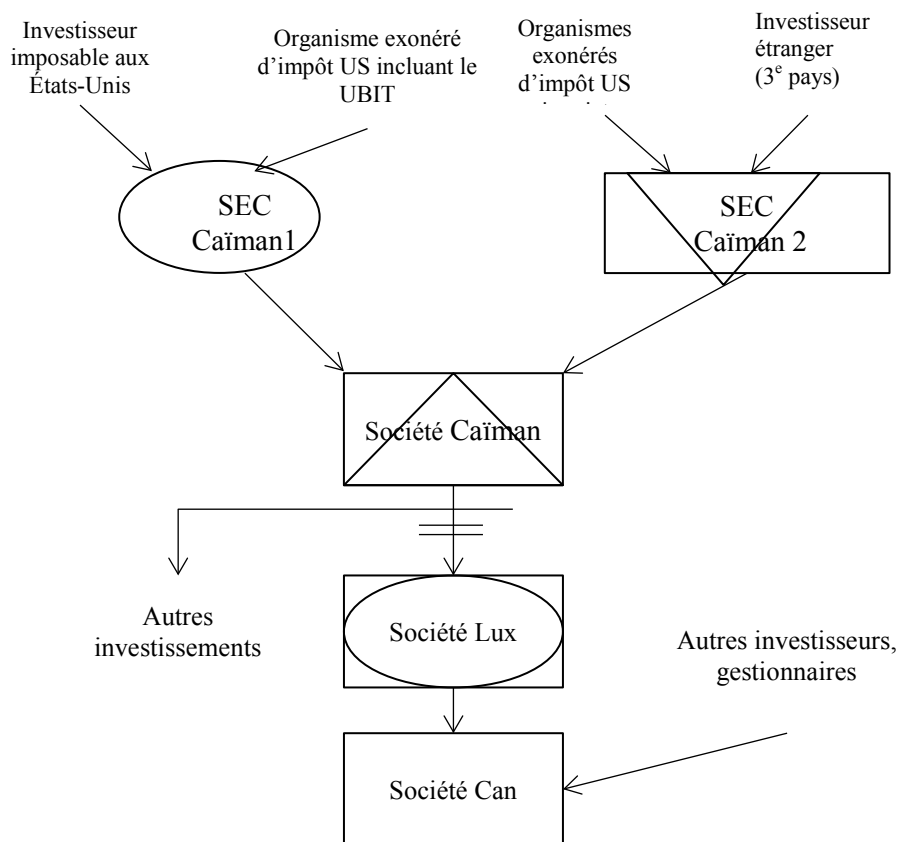 Investisseur
imposable aux
États-Unis
Organisme exonéré
d’impôt US incluant le
UBIT
Organismes
exonérés
d’impôt US
Investisseur
étranger
(3e pays)
SEC
Caïman1
SEC
Caïman 2
Société Caïman
Autres
investissements
Société Lux
Autres investisseurs,
gestionnaires
Société Can